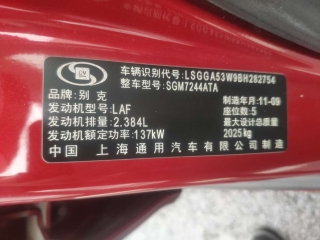 车辆识别代号: LSGGA53W9BH282754
整车型号: SGM7244ATA
品牌: 别 克
制造年月: 11-09
发动机型号: LAF
座位数: 5
发动机排量: 2.384L
最大设计总质量
发动机额定功率: 137kW
2025kg
中国 上海通用汽车有限公司制造